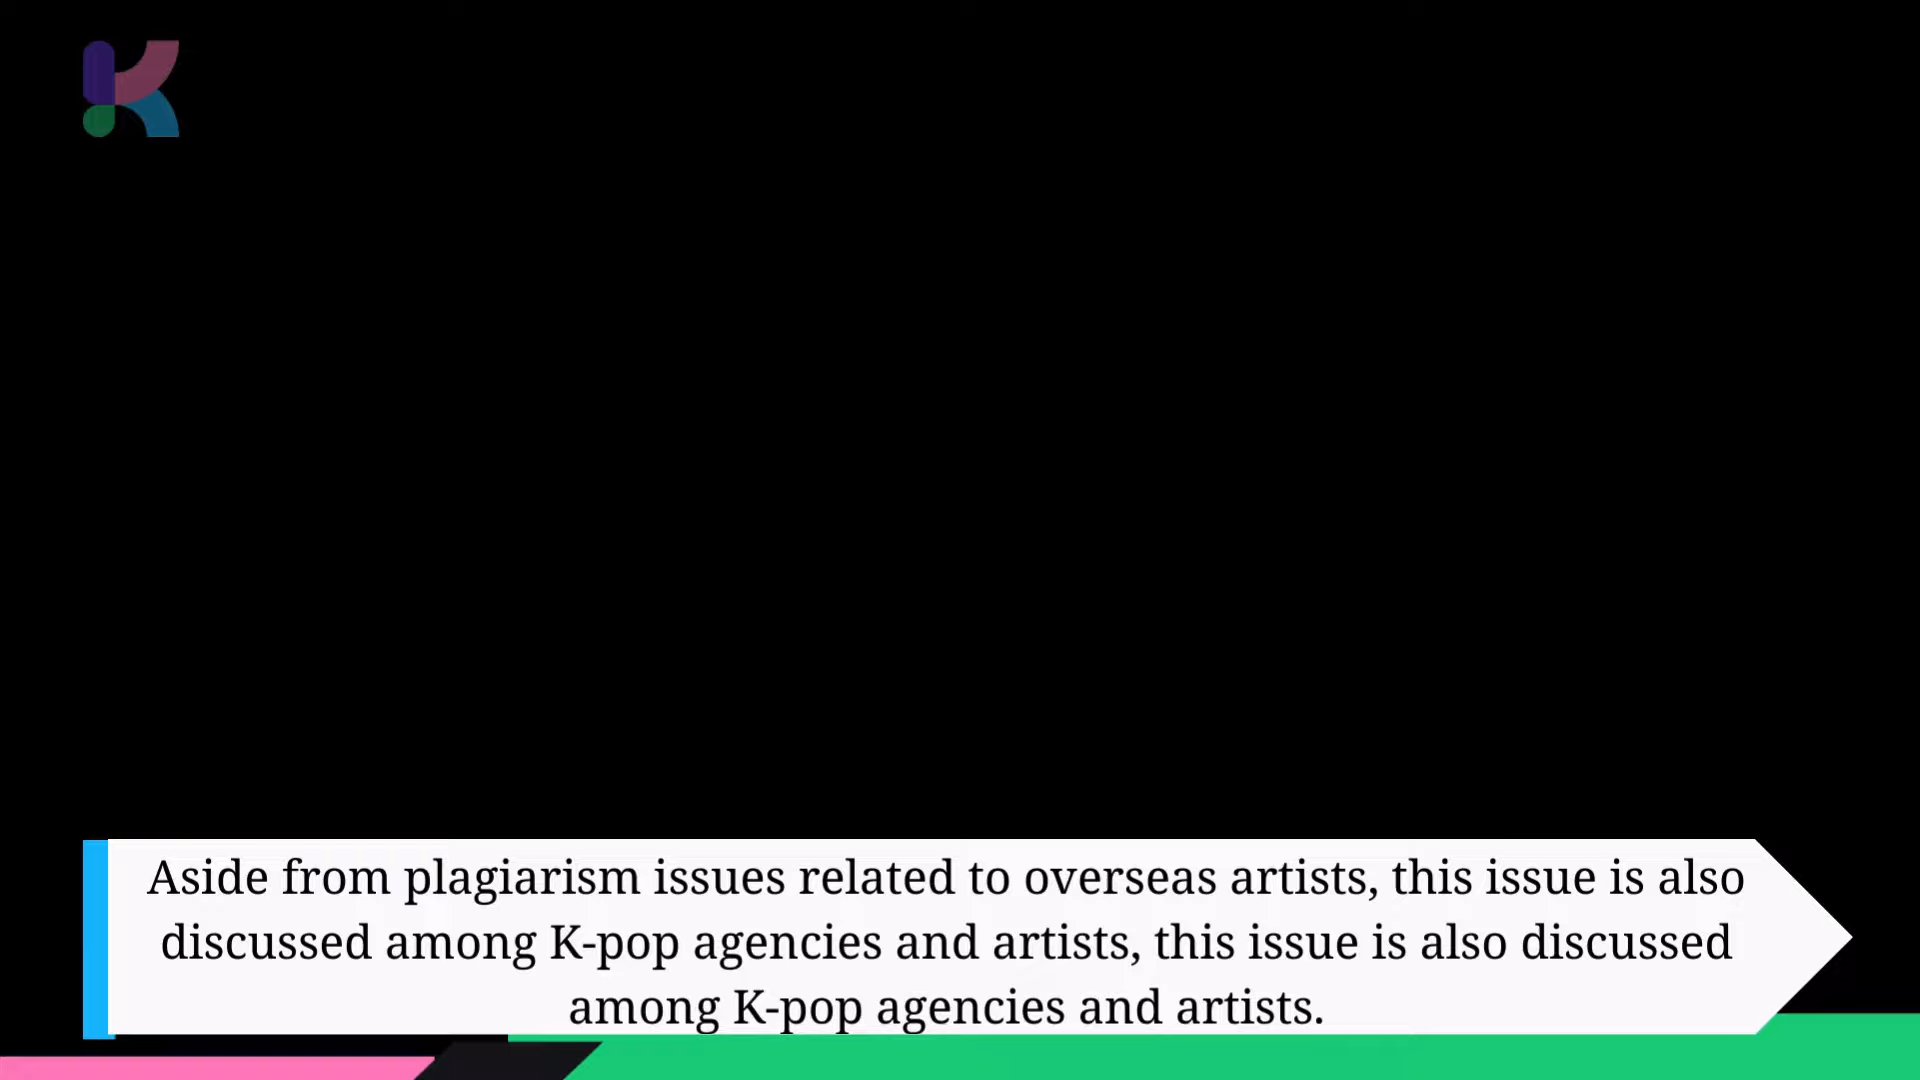 Aside from plagiarism issues related to overseas artists, this issue is also
discussed among K-pop agencies and artists, this issue is also discussed
among K-pop agencies and artists.